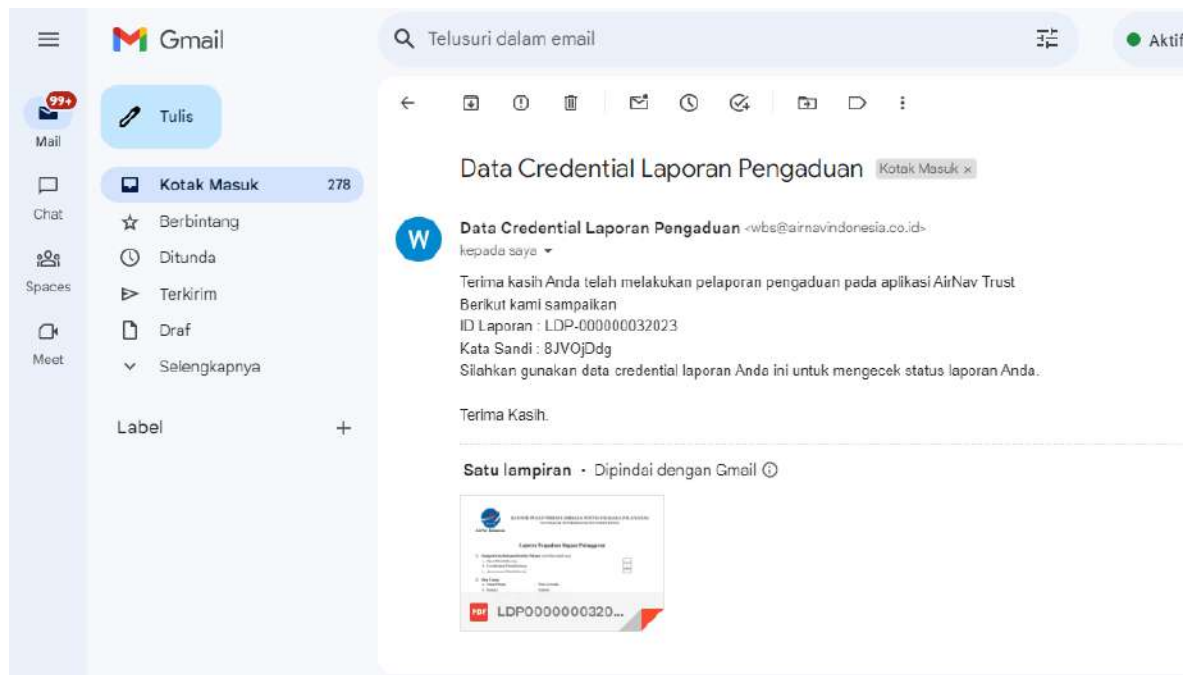 Gmail
Telusuri dalam email
Aktif
99+
Mail
Tulis
Kotak Masuk 278
Chat
Berbintang
Ditunda
Spaces
Terkirim
Draf
Meet
Selengkapnya
Label
Data Credential Laporan Pengaduan Kotak Masuk ×
W
Data Credential Laporan Pengaduan <wbs@airnavindonesia.co.id>
kepada saya
Terima kasih Anda telah melakukan pelaporan pengaduan pada aplikasi AirNav Trust
Berikut kami sampaikan
ID Laporan : LDP-000000032023
Kata Sandi : 8JVOjDdg
Silahkan gunakan data credential laporan Anda ini untuk mengecek status laporan Anda.
Terima Kasih.
Satu lampiran • Dipindai dengan Gmail
PDF LDP0000000320...